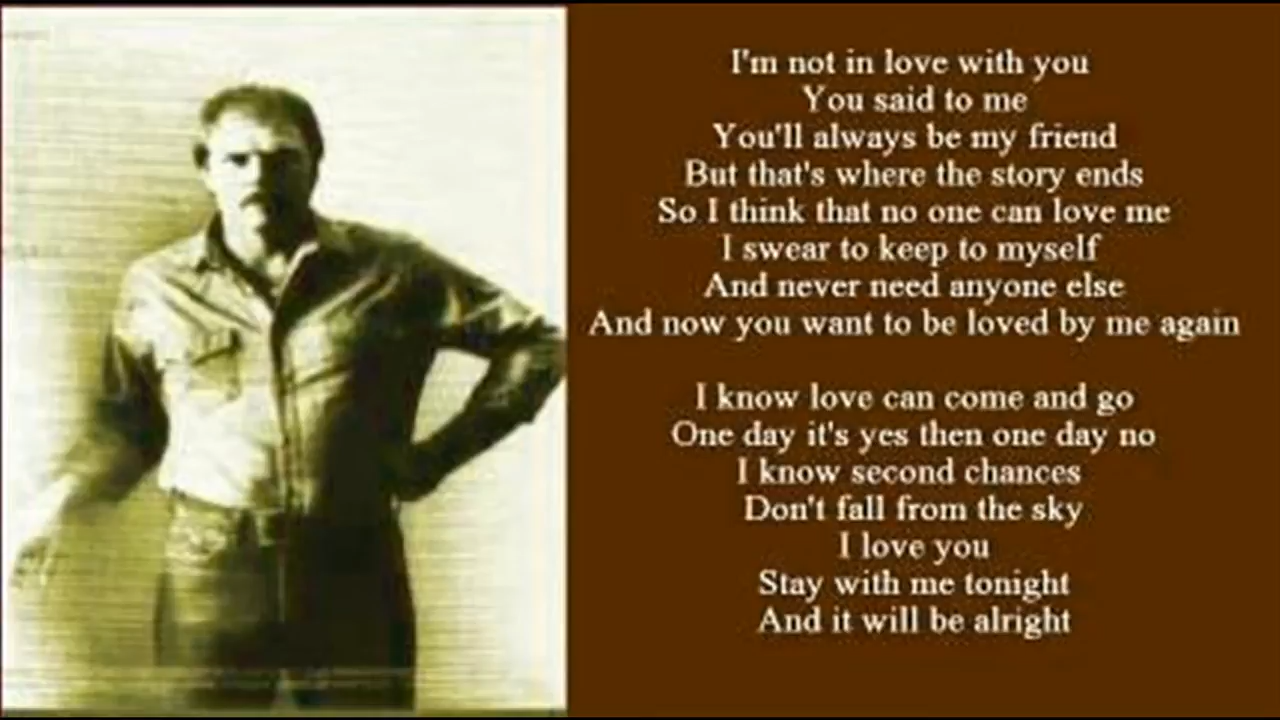 I'm not in love with you
You said to me
You'll always be my friend
But that's where the story ends
So I think that no one can love me
I swear to keep to myself
And never need anyone else
And now you want to be loved by me again
I know love can come and go
One day it's yes then one day no
I know second chances
Don't fall from the sky
I love you
Stay with me tonight
And it will be alright